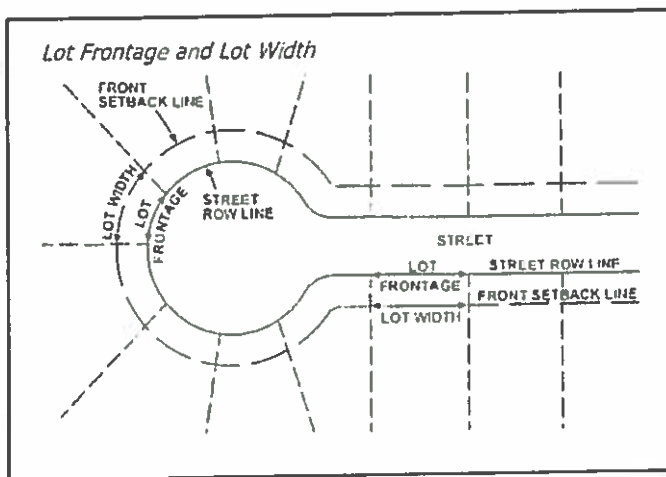 Lot Frontage and Lot Width
FRONT
SETBACK LINE
LOT WIDTH
LOT
FRONTAGE
STREET
ROW LINE
STREET
LOT
FRONTAGE
STREET ROW LINE
FRONT SETBACK LINE
LOT WIDTH